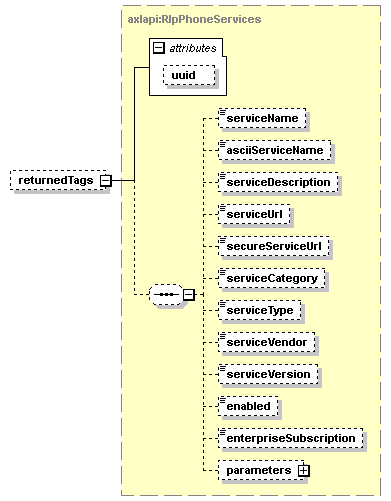 axlapi:RlpPhoneServices
attributes
uuid
returnedTags
serviceName
asciiServiceName
serviceDescription
serviceUrl
secureServiceUrl
serviceCategory
serviceType
serviceVendor
serviceVersion
enabled
enterpriseSubscription
parameters